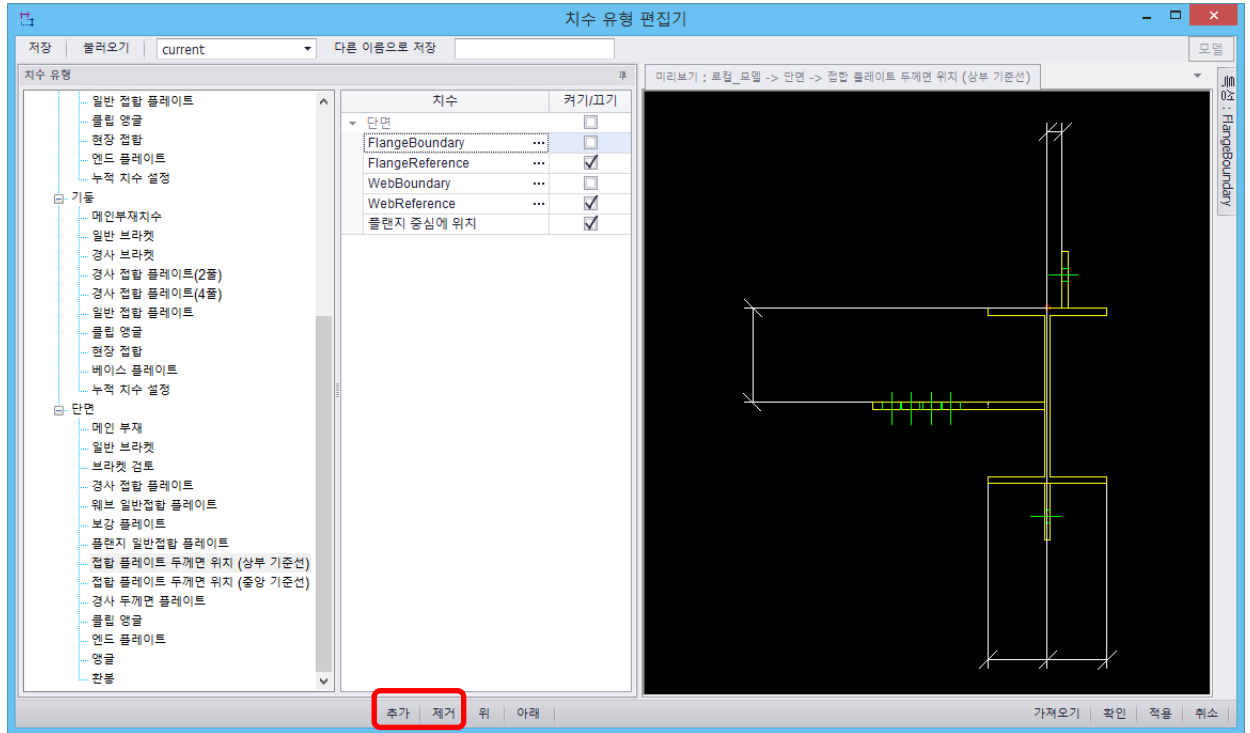 치수 유형 편집기
저장 불러오기 current 다른 이름으로 저장 모델
치수 유형
일반 접합 플레이트
클립 앵글
현장 접합
엔드 플레이트
누적 치수 설정
기둥
메인부재치수
일반 브라켓
경사 브라켓
경사 접합 플레이트(2풀)
경사 접합 플레이트(4풀)
일반 접합 플레이트
클립 앵글
현장 접합
베이스 플레이트
누적 치수 설정
단면
메인 부재
일반 브라켓
브라켓 검토
경사 접합 플레이트
웨브 일반접합 플레이트
보강 플레이트
플랜지 일반접합 플레이트
접합 플레이트 두께면 위치 (상부 기준선)
접합 플레이트 두께면 위치 (중앙 기준선)
경사 두께면 플레이트
클립 앵글
엔드 플레이트
앵글
환봉
치수 켜기/끄기
단면
FlangeBoundary ...
FlangeReference ...
WebBoundary ...
WebReference ...
플랜지 중심에 위치
미리보기 : 로컬_모델 -> 단면 -> 접합 플레이트 두께면 위치 (상부 기준선)
특성 : FlangeBoundary
추가 제거 위 아래
가져오기 확인 적용 취소